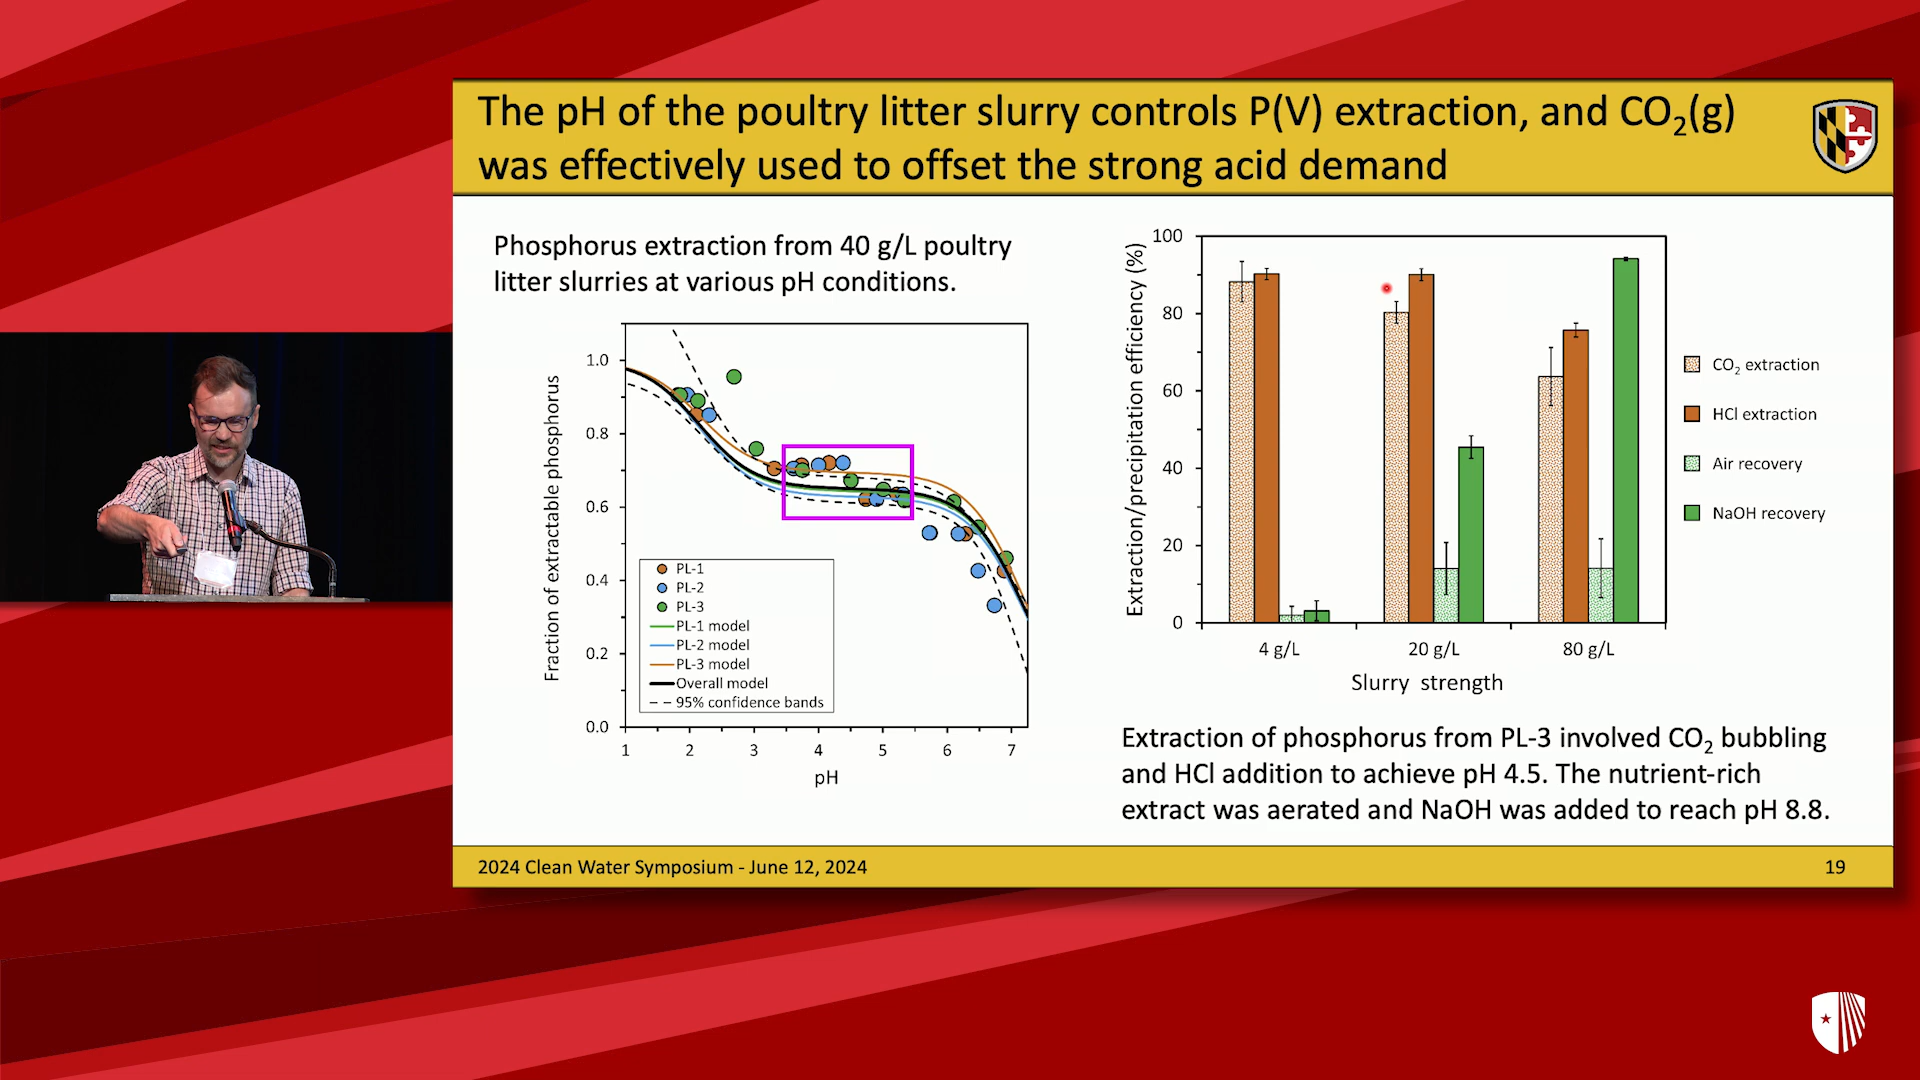 The pH of the poultry litter slurry controls P(V) extraction, and CO₂(g)
was effectively used to offset the strong acid demand
Phosphorus extraction from 40 g/L poultry
litter slurries at various pH conditions.
Fraction of extractable phosphorus
1.0
0.8
0.6
0.4
0.2
0.0
PL-1
PL-2
PL-3
PL-1 model
PL-2 model
PL-3 model
Overall model
95% confidence bands
1 2 3 4 5 6 7
pH
Extraction/precipitation efficiency (%)
100
80
60
40
20
0
4 g/L 20 g/L 80 g/L
Slurry strength
CO₂ extraction
HCl extraction
Air recovery
NaOH recovery
Extraction of phosphorus from PL-3 involved CO₂ bubbling
and HCl addition to achieve pH 4.5. The nutrient-rich
extract was aerated and NaOH was added to reach pH 8.8.
2024 Clean Water Symposium - June 12, 2024
19